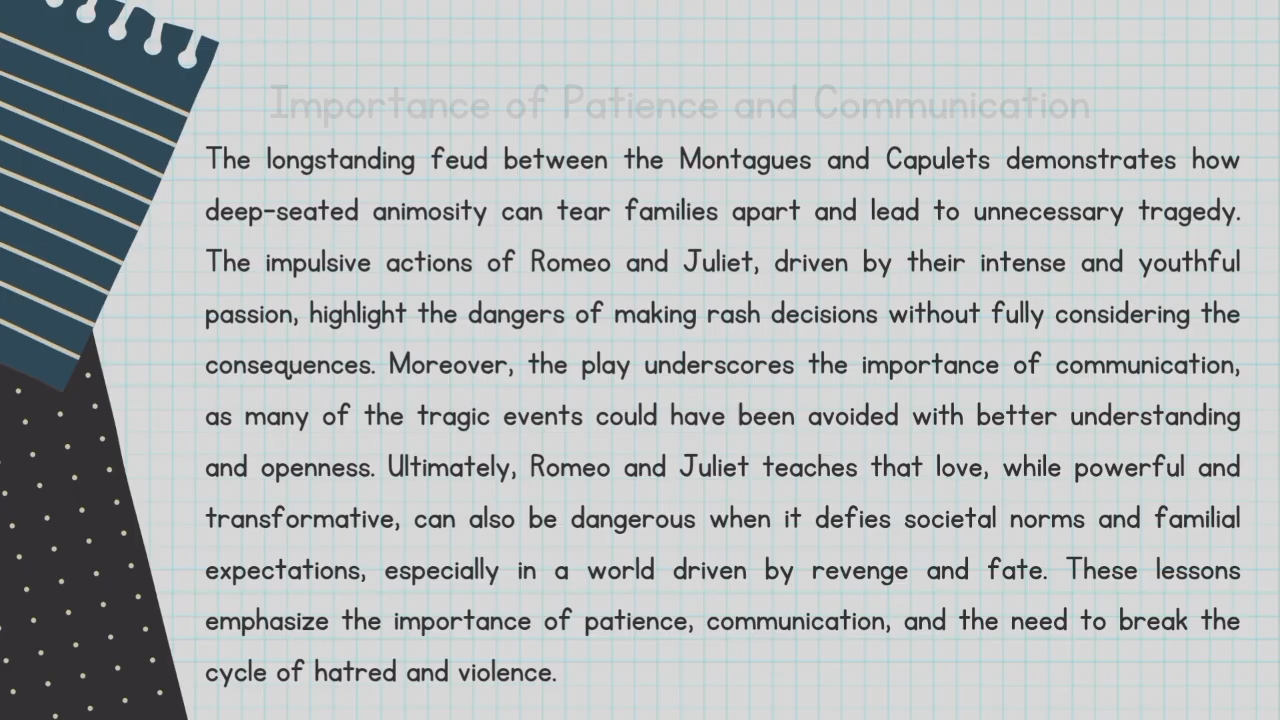 Importance of Patience and Communication
The longstanding feud between the Montagues and Capulets demonstrates how
deep-seated animosity can tear families apart and lead to unnecessary tragedy.
The impulsive actions of Romeo and Juliet, driven by their intense and youthful
passion, highlight the dangers of making rash decisions without fully considering the
consequences. Moreover, the play underscores the importance of communication,
as many of the tragic events could have been avoided with better understanding
and openness. Ultimately, Romeo and Juliet teaches that love, while powerful and
transformative, can also be dangerous when it defies societal norms and familial
expectations, especially in a world driven by revenge and fate. These lessons
emphasize the importance of patience, communication, and the need to break the
cycle of hatred and violence.